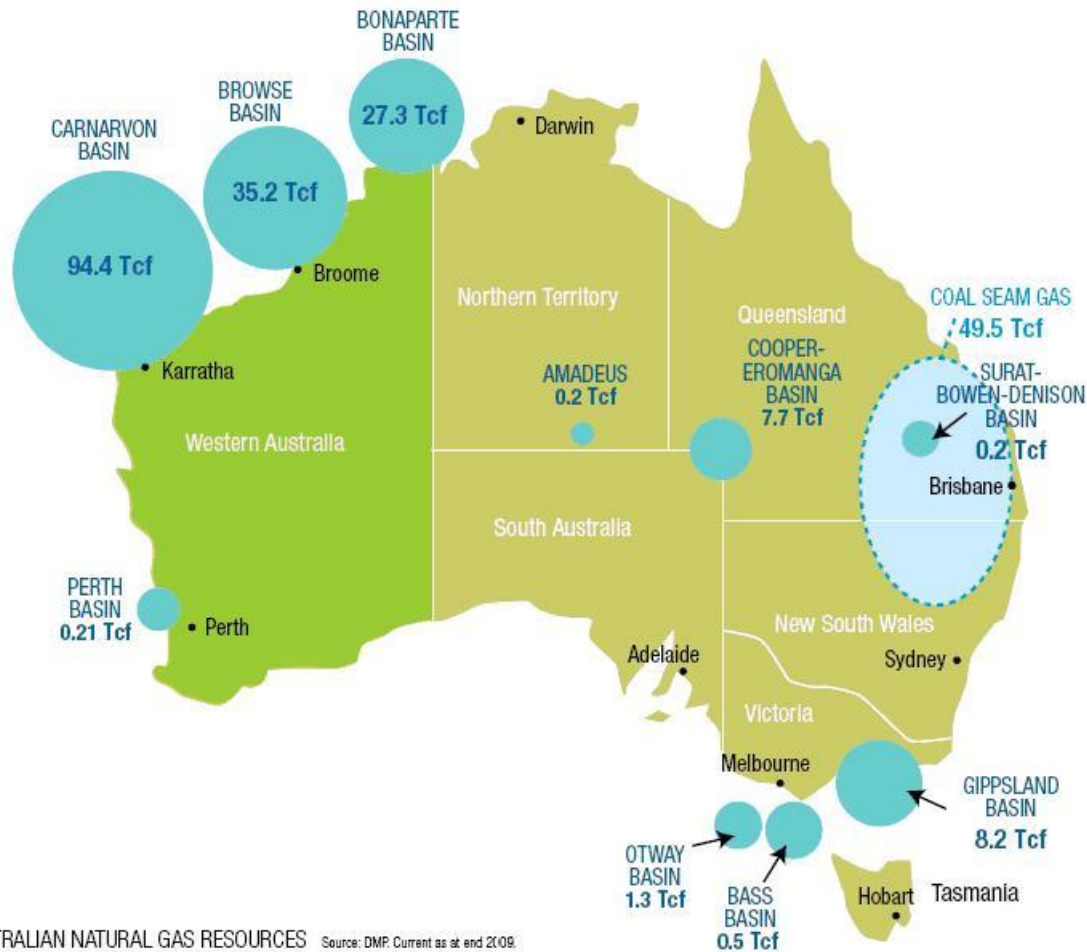 BONAPARTE
BASIN
27.3 Tcf
BROWSE
BASIN
35.2 Tcf
CARNARVON
BASIN
94.4 Tcf
Darwin
Broome
Karratha
Northern Territory
Queensland
COAL SEAM GAS
49.5 Tcf
COOPER-
EROMANGA
BASIN
7.7 Tcf
AMADEUS
0.2 Tcf
SURAT-
BOWEN-DENISON
BASIN
0.2 Tcf
Brisbane
Western Australia
South Australia
PERTH
BASIN
0.21 Tcf
Perth
New South Wales
Adelaide
Sydney
Victoria
Melbourne
GIPPSLAND
BASIN
8.2 Tcf
OTWAY
BASIN
1.3 Tcf
BASS
BASIN
0.5 Tcf
Hobart
Tasmania
TRALIAN NATURAL GAS RESOURCES Source: DMP. Current as at end 2009.